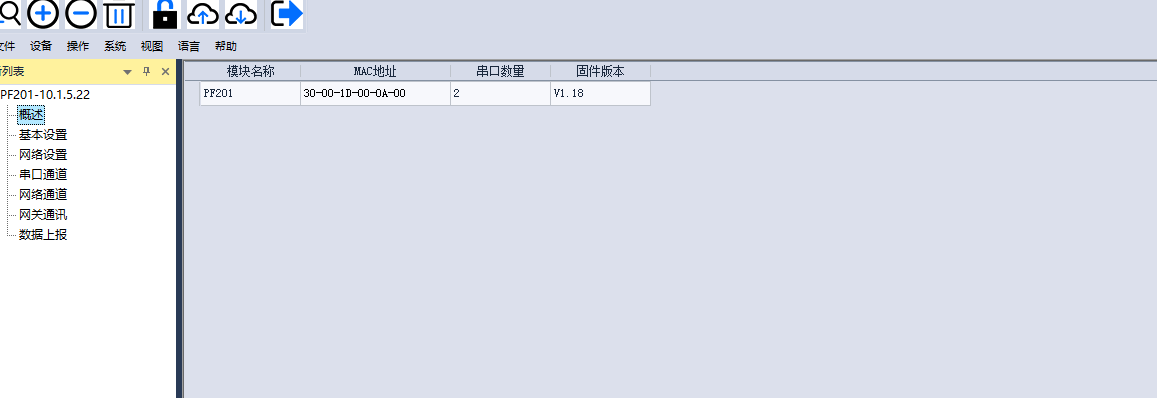 文件 设备 操作 系统 视图 语言 帮助
列表
PF201-10.1.5.22
概述
基本设置
网络设置
串口通道
网络通道
网关通讯
数据上报
模块名称 MAC地址 串口数量 固件版本
PF201 30-00-1D-00-0A-00 2 V1.18